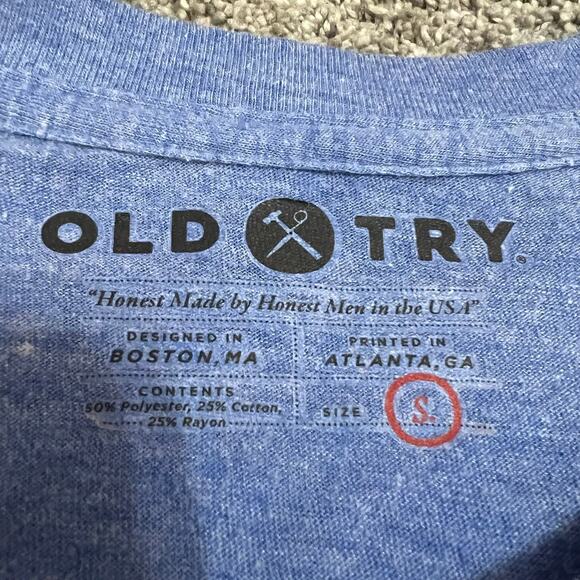 OLD TRY.
"Honest Made by Honest Men in the USA"
DESIGNED IN
BOSTON, MA
PRINTED IN
ATLANTA, GA
CONTENTS
50% Polyester, 25% Cotton,
25% Rayon
SIZE S.